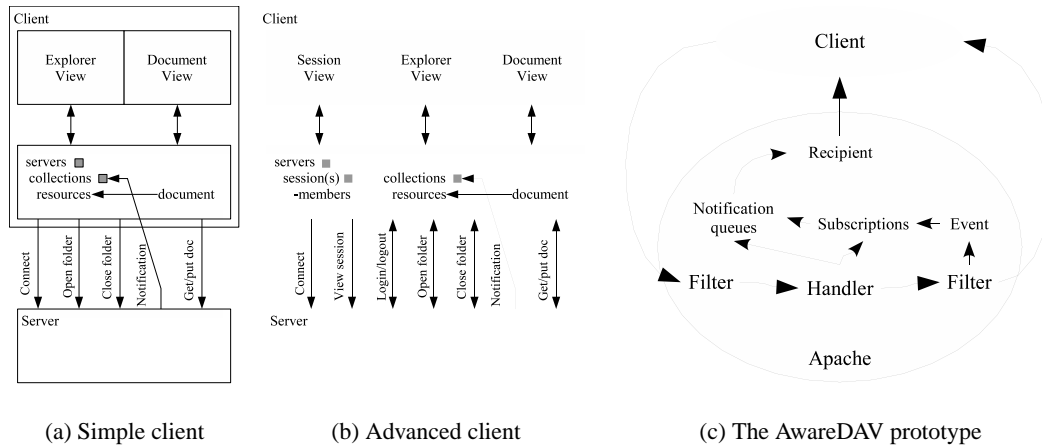 Client
Explorer
View
Document
View
servers
collections
resources
document
Connect
Open folder
Close folder
Notification
Get/put doc
Server
(a) Simple client
Client
Session
View
Explorer
View
Document
View
servers
session(s)
-members
collections
resources
document
Connect
View session
Login/logout
Open folder
Close folder
Notification
Get/put doc
Server
(b) Advanced client
Client
Recipient
Notification
queues
Subscriptions
Event
Filter
Handler
Filter
Apache
(c) The AwareDAV prototype